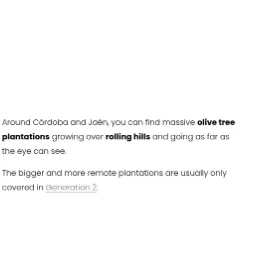 Around Córdoba and Jaén, you can find massive olive tree
plantations growing over rolling hills and going as far as
the eye can see.
The bigger and more remote plantations are usually only
covered in Generation 2.